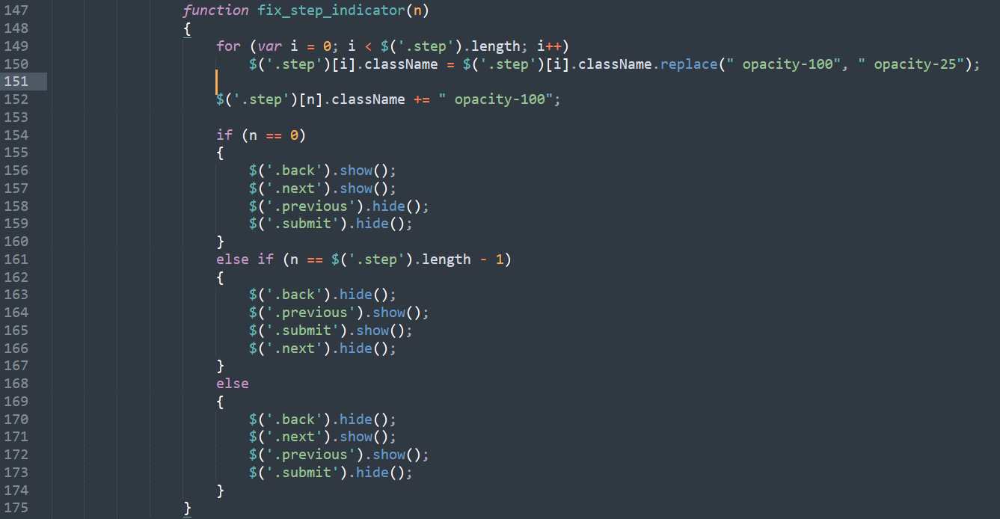 147 function fix_step_indicator(n)
148 {
149 for (var i = 0; i < $('.step').length; i++)
150 $('.step')[i].className = $('.step')[i].className.replace(" opacity-100", " opacity-25");
151
152 $('.step')[n].className += " opacity-100";
153
154 if (n == 0)
155 {
156 $('.back').show();
157 $('.next').show();
158 $('.previous').hide();
159 $('.submit').hide();
160 }
161 else if (n == $('.step').length - 1)
162 {
163 $('.back').hide();
164 $('.previous').show();
165 $('.submit').show();
166 $('.next').hide();
167 }
168 else
169 {
170 $('.back').hide();
171 $('.next').show();
172 $('.previous').show();
173 $('.submit').hide();
174 }
175 }